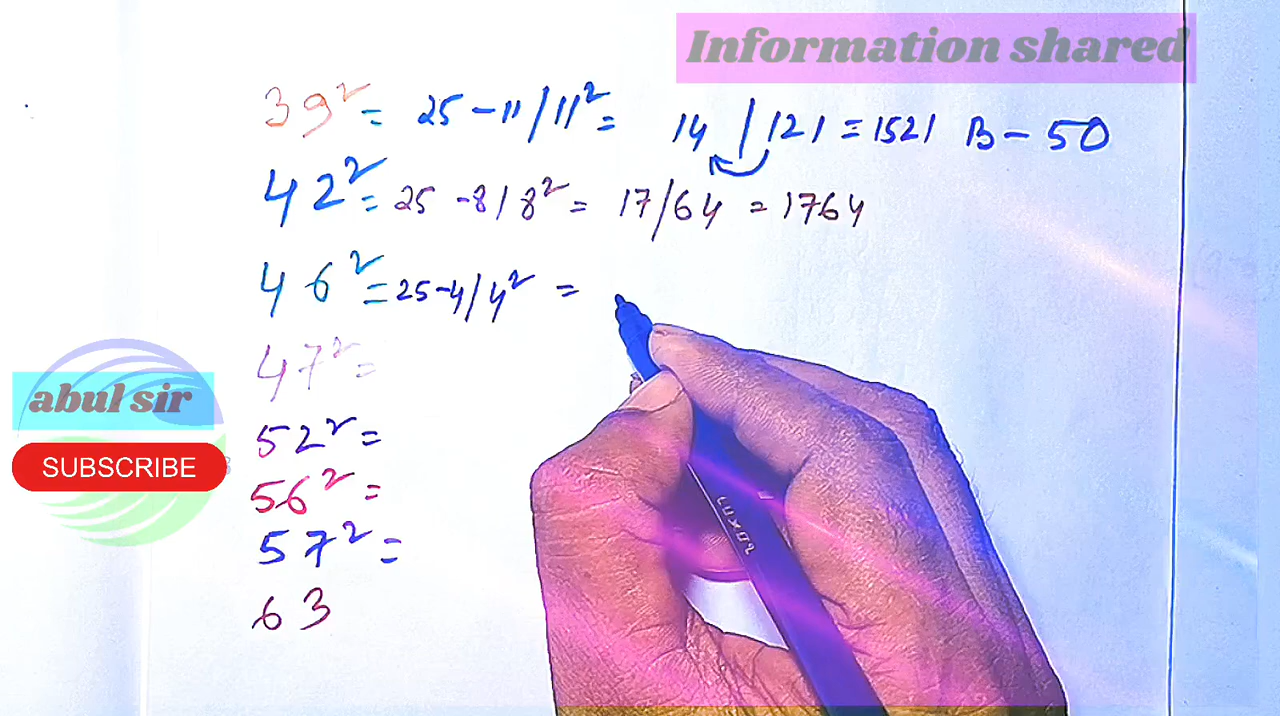 Information shared
39² = 25 - 11 / 11² = 14 / 121 = 1521 B - 50
42² = 25 - 8 / 8² = 17 / 64 = 1764
46² = 25 - 4 / 4² =
47² =
abul sir
52² =
SUBSCRIBE
56² =
57² =
63
LUXOR